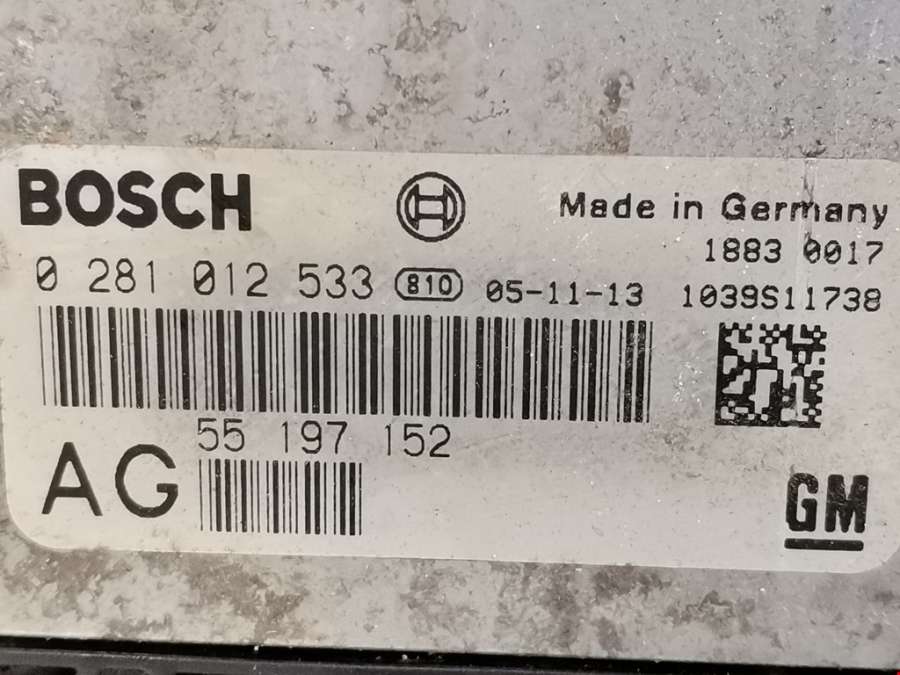 BOSCH
Made in Germany
1883 0017
0 281 012 533 810 05-11-13 1039S11738
55 197 152
AG
GM